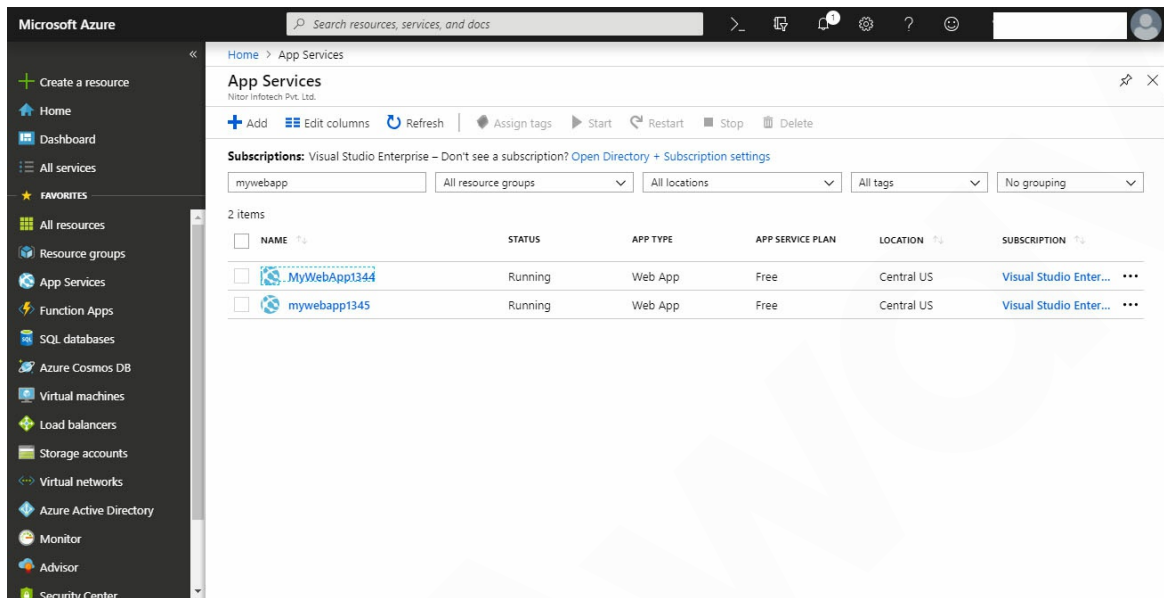 Microsoft Azure
Search resources, services, and docs
1
Home > App Services
Create a resource
Home
Dashboard
All services
FAVORITES
All resources
Resource groups
App Services
Function Apps
SQL databases
Azure Cosmos DB
Virtual machines
Load balancers
Storage accounts
Virtual networks
Azure Active Directory
Monitor
Advisor
Security Center
App Services
Nitor Infotech Pvt. Ltd.
Add Edit columns Refresh Assign tags Start Restart Stop Delete
Subscriptions: Visual Studio Enterprise – Don't see a subscription? Open Directory + Subscription settings
mywebapp All resource groups All locations All tags No grouping
2 items
NAME STATUS APP TYPE APP SERVICE PLAN LOCATION SUBSCRIPTION
MyWebApp1344 Running Web App Free Central US Visual Studio Enter...
mywebapp1345 Running Web App Free Central US Visual Studio Enter...